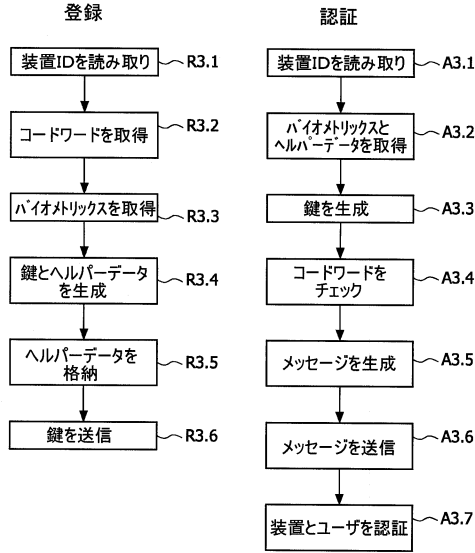 登録
装置IDを読み取り
R3.1
コードワードを取得
R3.2
バイオメトリックスを取得
R3.3
鍵とヘルパーデータ
を生成
R3.4
ヘルパーデータを
格納
R3.5
鍵を送信
R3.6
認証
装置IDを読み取り
A3.1
バイオメトリックスと
ヘルパーデータを取得
A3.2
鍵を生成
A3.3
コードワードを
チェック
A3.4
メッセージを生成
A3.5
メッセージを送信
A3.6
装置とユーザを認証
A3.7